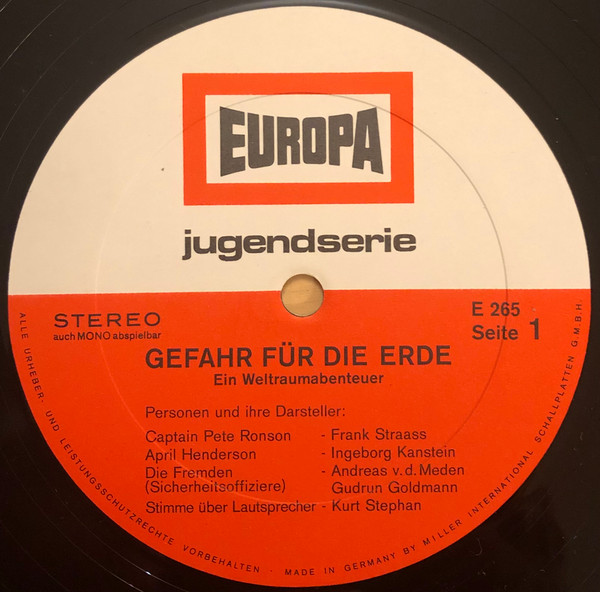 EUROPA
jugendserie
STEREO
auch MONO abspielbar
E 265
Seite 1
GEFAHR FÜR DIE ERDE
Ein Weltraumabenteuer
Personen und ihre Darsteller:
Captain Pete Ronson - Frank Straass
April Henderson - Ingeborg Kanstein
Die Fremden - Andreas v.d. Meden
(Sicherheitsoffiziere) Gudrun Goldmann
Stimme über Lautsprecher - Kurt Stephan
ALLE URHEBER- UND LEISTUNGSSCHUTZRECHTE VORBEHALTEN · MADE IN GERMANY BY MILLER INTERNATIONAL SCHALLPLATTEN G.M.B.H.